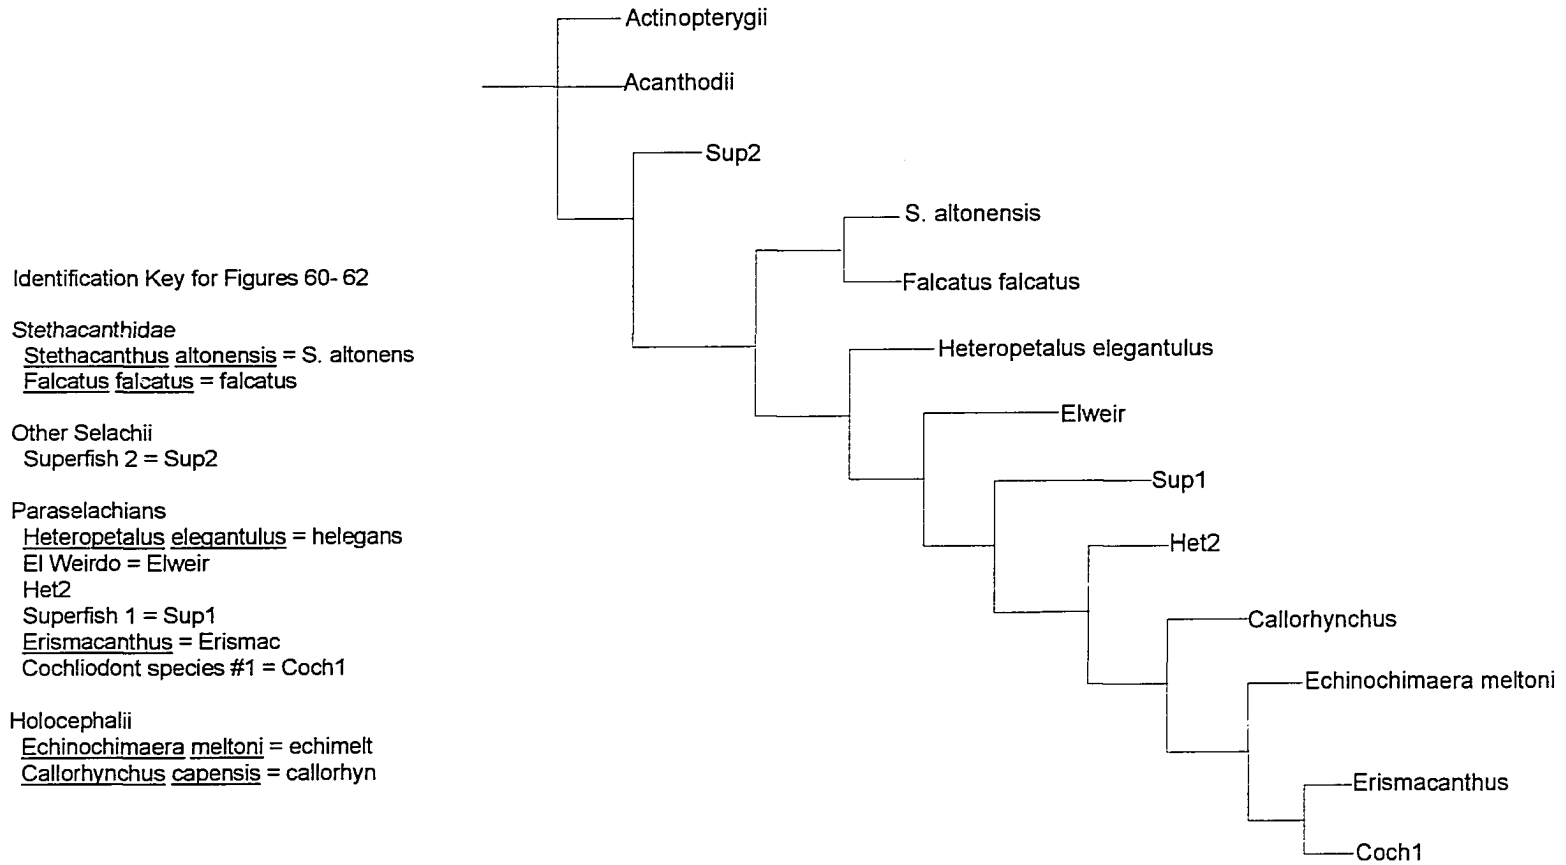 Actinopterygii
Acanthodii
Sup2
S. altonensis
Falcatus falcatus
Heteropetalus elegantulus
Elweir
Sup1
Het2
Callorhynchus
Echinochimaera meltoni
Erismacanthus
Coch1
Identification Key for Figures 60- 62
Stethacanthidae
Stethacanthus altonensis = S. altonens
Falcatus falcatus = falcatus
Other Selachii
Superfish 2 = Sup2
Paraselachians
Heteropetalus elegantulus = helegans
El Weirdo = Elweir
Het2
Superfish 1 = Sup1
Erismacanthus = Erismac
Cochliodont species #1 = Coch1
Holocephalii
Echinochimaera meltoni = echimelt
Callorhynchus capensis = callorhyn